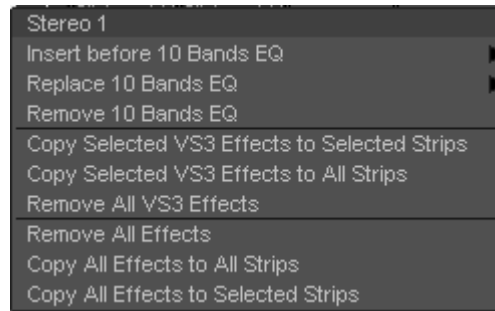 Stereo 1
Insert before 10 Bands EQ
Replace 10 Bands EQ
Remove 10 Bands EQ
Copy Selected VS3 Effects to Selected Strips
Copy Selected VS3 Effects to All Strips
Remove All VS3 Effects
Remove All Effects
Copy All Effects to All Strips
Copy All Effects to Selected Strips